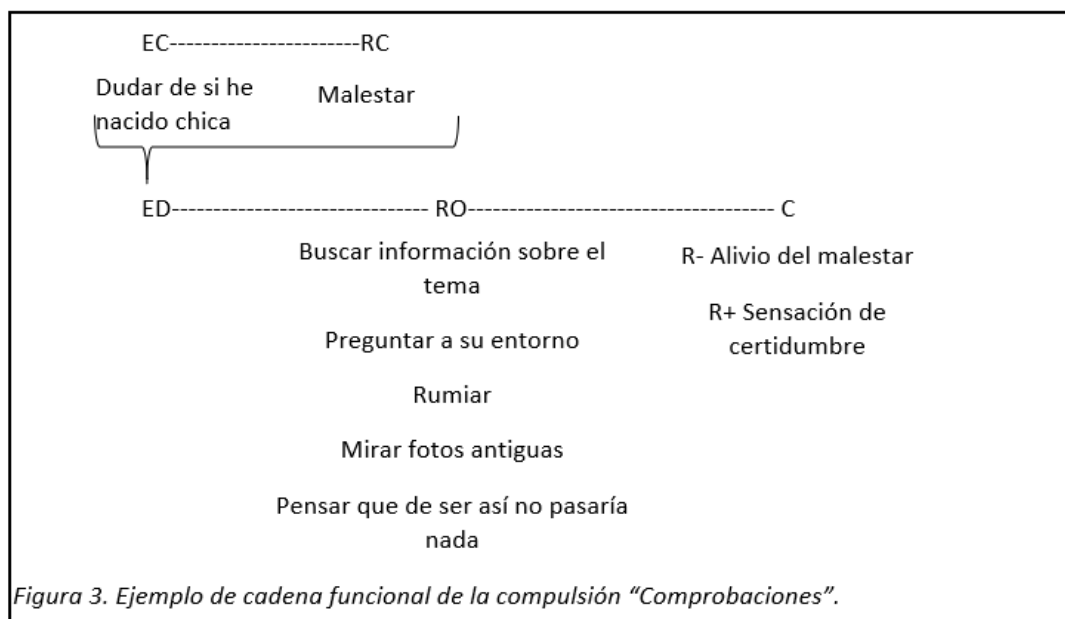 EC-----------------------RC
Dudar de si he
nacido chica
Malestar
ED------------------------------- RO------------------------------------- C
Buscar información sobre el
tema
R- Alivio del malestar
R+ Sensación de
certidumbre
Preguntar a su entorno
Rumiar
Mirar fotos antiguas
Pensar que de ser así no pasaría
nada
Figura 3. Ejemplo de cadena funcional de la compulsión “Comprobaciones”.